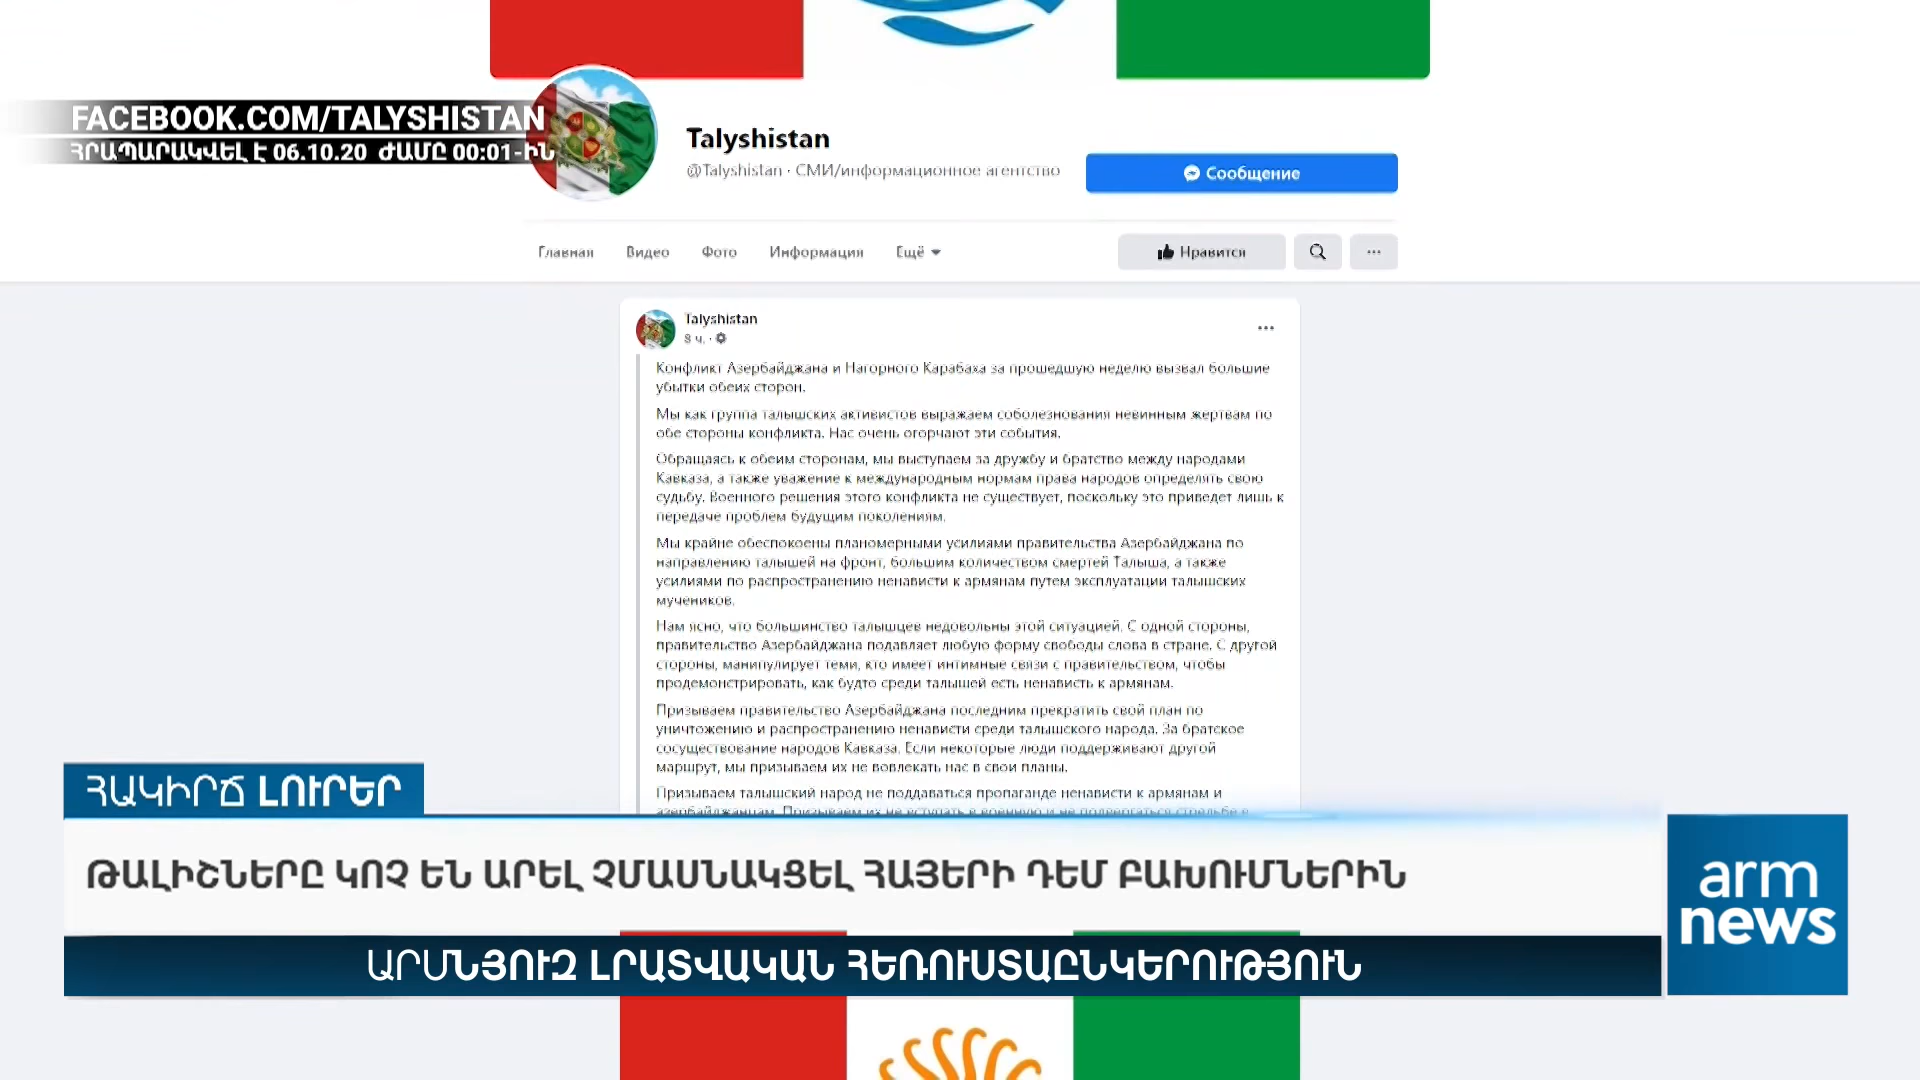 FACEBOOK.COM/TALYSHISTAN
ՀՐԱՊԱՐԱԿՎԵԼ Է 06.10.20 ԺԱՄԸ 00:01-ԻՆ
Talyshistan
@Talyshistan · СМИ/информационное агентство
Сообщение
Главная Видео Фото Информация Ещё
Нравится
Talyshistan
8 ч. ·
Конфликт Азербайджана и Нагорного Карабаха за прошедшую неделю вызвал большие
убытки обеих сторон.
Мы как группа талышских активистов выражаем соболезнования невинным жертвам по
обе стороны конфликта. Нас очень огорчают эти события.
Обращаясь к обеим сторонам, мы выступаем за дружбу и братство между народами
Кавказа, а также уважение к международным нормам права народов определять свою
судьбу. Военного решения этого конфликта не существует, поскольку это приведет лишь к
передаче проблем будущим поколениям.
Мы крайне обеспокоены планомерными усилиями правительства Азербайджана по
направлению талышей на фронт, большим количеством смертей Талыша, а также
усилиями по распространению ненависти к армянам путем эксплуатации талышских
мучеников.
Нам ясно, что большинство талышцев недовольны этой ситуацией. С одной стороны,
правительство Азербайджана подавляет любую форму свободы слова в стране. С другой
стороны, манипулирует теми, кто имеет интимные связи с правительством, чтобы
продемонстрировать, как будто среди талышей есть ненависть к армянам.
Призываем правительство Азербайджана последним прекратить свой план по
уничтожению и распространению ненависти среди талышского народа. За братское
сосуществование народов Кавказа. Если некоторые люди поддерживают другой
маршрут, мы призываем их не вовлекать нас в свои планы.
Призываем талышский народ не поддаваться пропаганде ненависти к армянам и
азербайджанцам. Призываем их не вступать в военную и не подвергаться стрельбе в
ՀԱԿԻՐՃ ԼՈՒՐԵՐ
ԹԱԼԻՇՆԵՐԸ ԿՈՉ ԵՆ ԱՐԵԼ ՉՄԱՍՆԱԿՑԵԼ ՀԱՅԵՐԻ ԴԵՄ ԲԱԽՈՒՄՆԵՐԻՆ
ԱՐՄՆՅՈՒԶ ԼՐԱՏՎԱԿԱՆ ՀԵՌՈՒՍՏԱԸՆԿԵՐՈՒԹՅՈՒՆ
arm
news